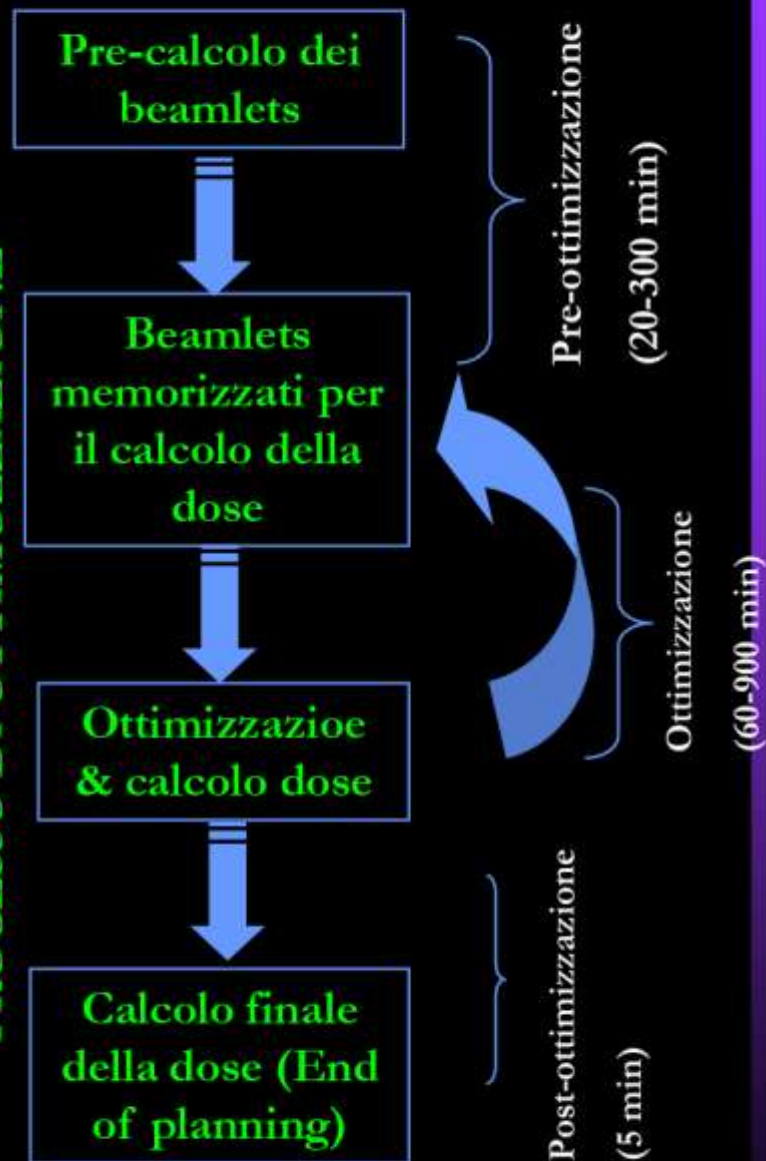 Pre-calcolo dei
beamlets
Pre-ottimizzazione
(20-300 min)
Beamlets
memorizzati per
il calcolo della
dose
Ottimizzazione
(60-900 min)
Ottimizzazioe
& calcolo dose
Calcolo finale
della dose (End
of planning)
Post-ottimizzazione
(5 min)